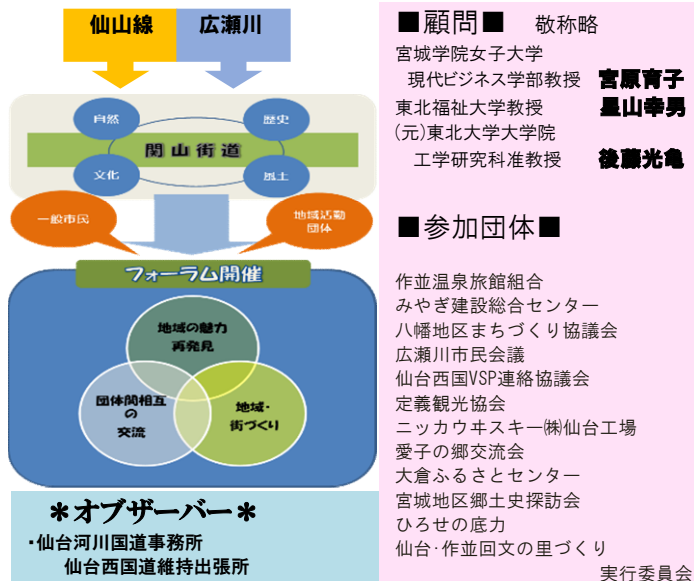 仙山線
広瀬川
自然
歴史
関山街道
文化
風土
一般市民
地域活動
団体
フォーラム開催
地域の魅力
再発見
団体間相互
の
交流
地域・
街づくり
＊オブザーバー＊
・仙台河川国道事務所
仙台西国道維持出張所
■顧問■ 敬称略
宮城学院女子大学
現代ビジネス学部教授 宮原育子
東北福祉大学教授 星山幸男
(元)東北大学大学院
工学研究科准教授 後藤光亀
■参加団体■
作並温泉旅館組合
みやぎ建設総合センター
八幡地区まちづくり協議会
広瀬川市民会議
仙台西国VSP連絡協議会
定義観光協会
ニッカウヰスキー㈱仙台工場
愛子の郷交流会
大倉ふるさとセンター
宮城地区郷土史探訪会
ひろせの底力
仙台・作並回文の里づくり
実行委員会